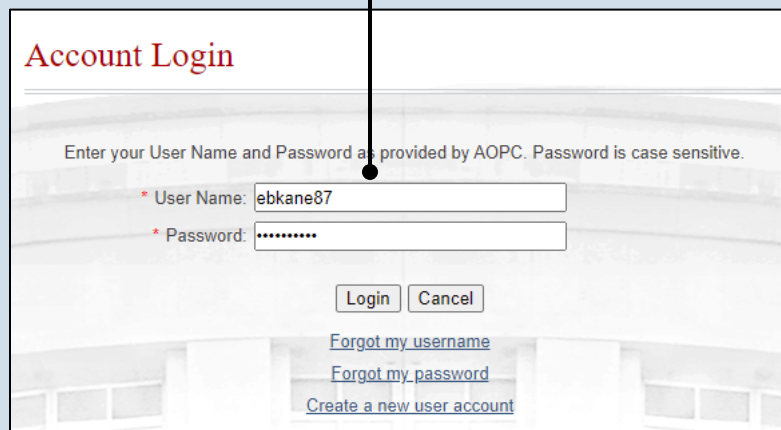 Account Login
Enter your User Name and Password as provided by AOPC. Password is case sensitive.
* User Name: ebkane87
* Password: ••••••••••
Login Cancel
Forgot my username
Forgot my password
Create a new user account